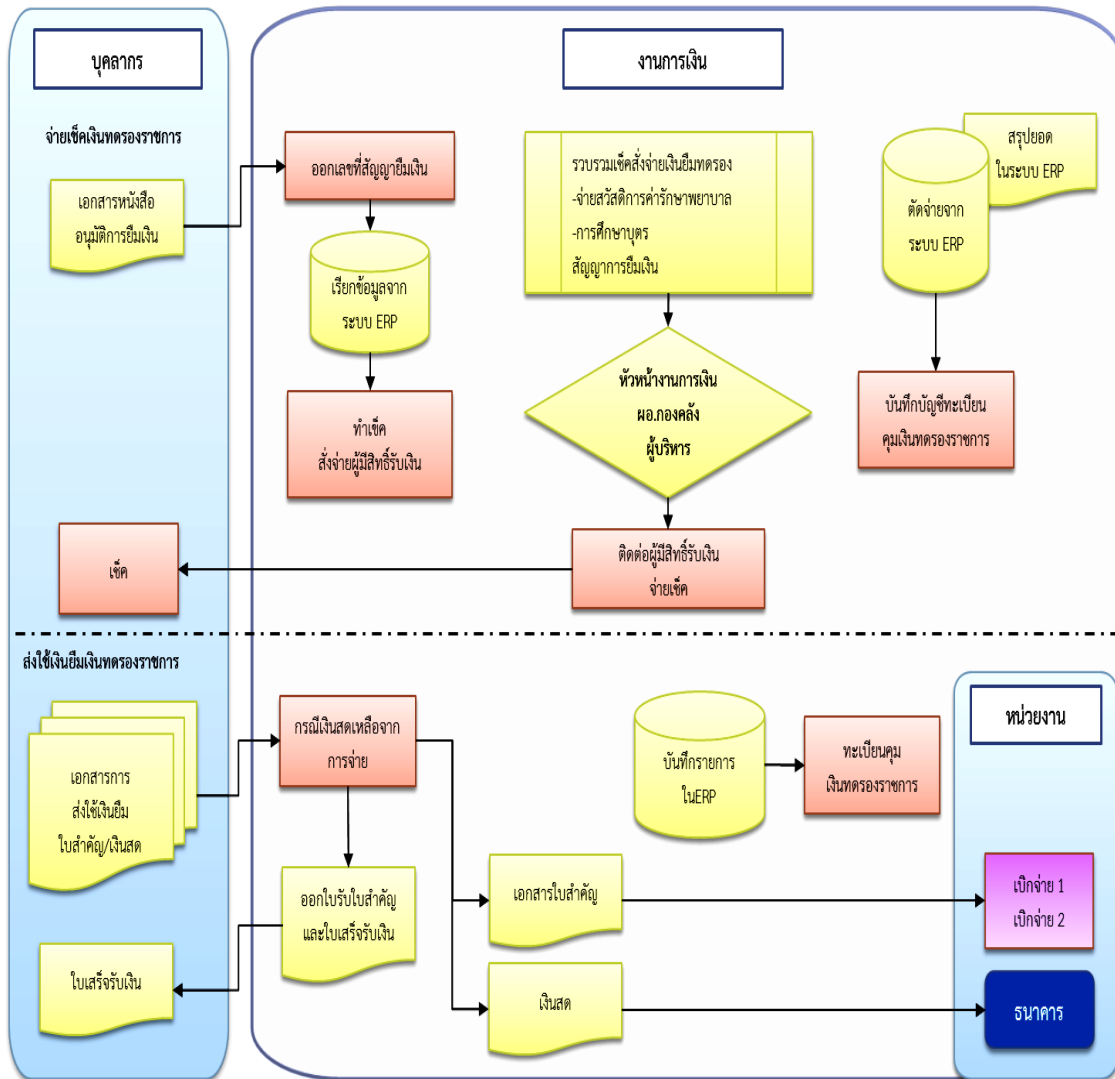 บุคลากร
งานการเงิน
จ่ายเช็คเงินทดรองราชการ
เอกสารหนังสือ
อนุมัติการยืมเงิน
ออกเลขที่สัญญายืมเงิน
เรียกข้อมูลจาก
ระบบ ERP
ทำเช็ค
สั่งจ่ายผู้มีสิทธิ์รับเงิน
รวบรวมเช็คสั่งจ่ายเงินยืมทดรอง
-จ่ายสวัสดิการค่ารักษาพยาบาล
-การศึกษาบุตร
สัญญาการยืมเงิน
หัวหน้างานการเงิน
ผอ.กองคลัง
ผู้บริหาร
ติดต่อผู้มีสิทธิ์รับเงิน
จ่ายเช็ค
สรุปยอด
ในระบบ ERP
ตัดจ่ายจาก
ระบบ ERP
บันทึกบัญชีทะเบียน
คุมเงินทดรองราชการ
เช็ค
ส่งใช้เงินยืมเงินทดรองราชการ
เอกสารการ
ส่งใช้เงินยืม
ใบสำคัญ/เงินสด
ใบเสร็จรับเงิน
กรณีเงินสดเหลือจาก
การจ่าย
ออกใบรับใบสำคัญ
และใบเสร็จรับเงิน
เอกสารใบสำคัญ
เงินสด
บันทึกรายการ
ในERP
ทะเบียนคุม
เงินทดรองราชการ
หน่วยงาน
เบิกจ่าย 1
เบิกจ่าย 2
ธนาคาร